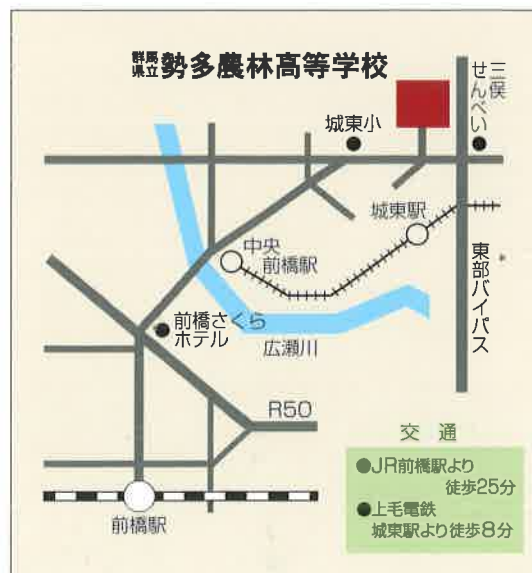 群馬県立勢多農林高等学校
三俣せんべい
城東小
城東駅
中央
前橋駅
東部バイパス
前橋さくら
ホテル
広瀬川
R50
交通
●JR前橋駅より
徒歩25分
●上毛電鉄
城東駅より徒歩8分
前橋駅